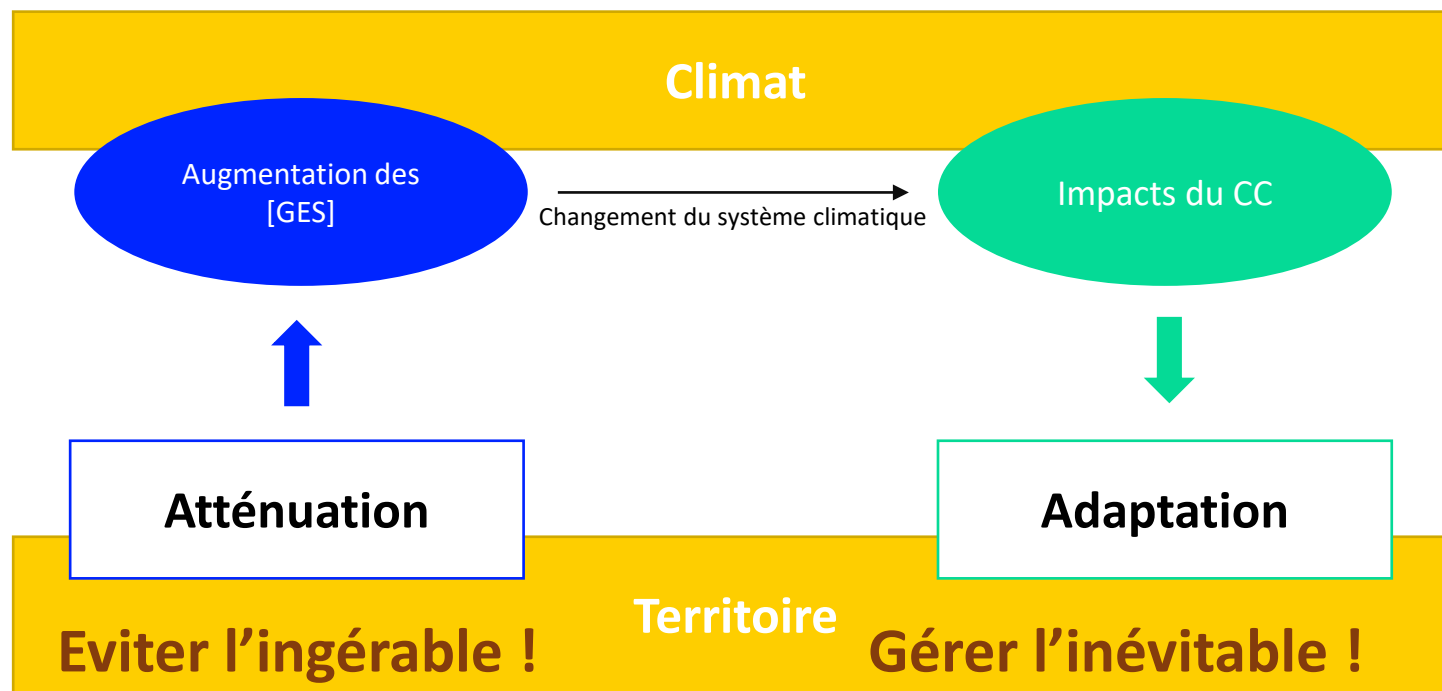 Climat
Augmentation des
[GES]
Changement du système climatique
Impacts du CC
Atténuation
Adaptation
Territoire
Eviter l’ingérable !
Gérer l’inévitable !